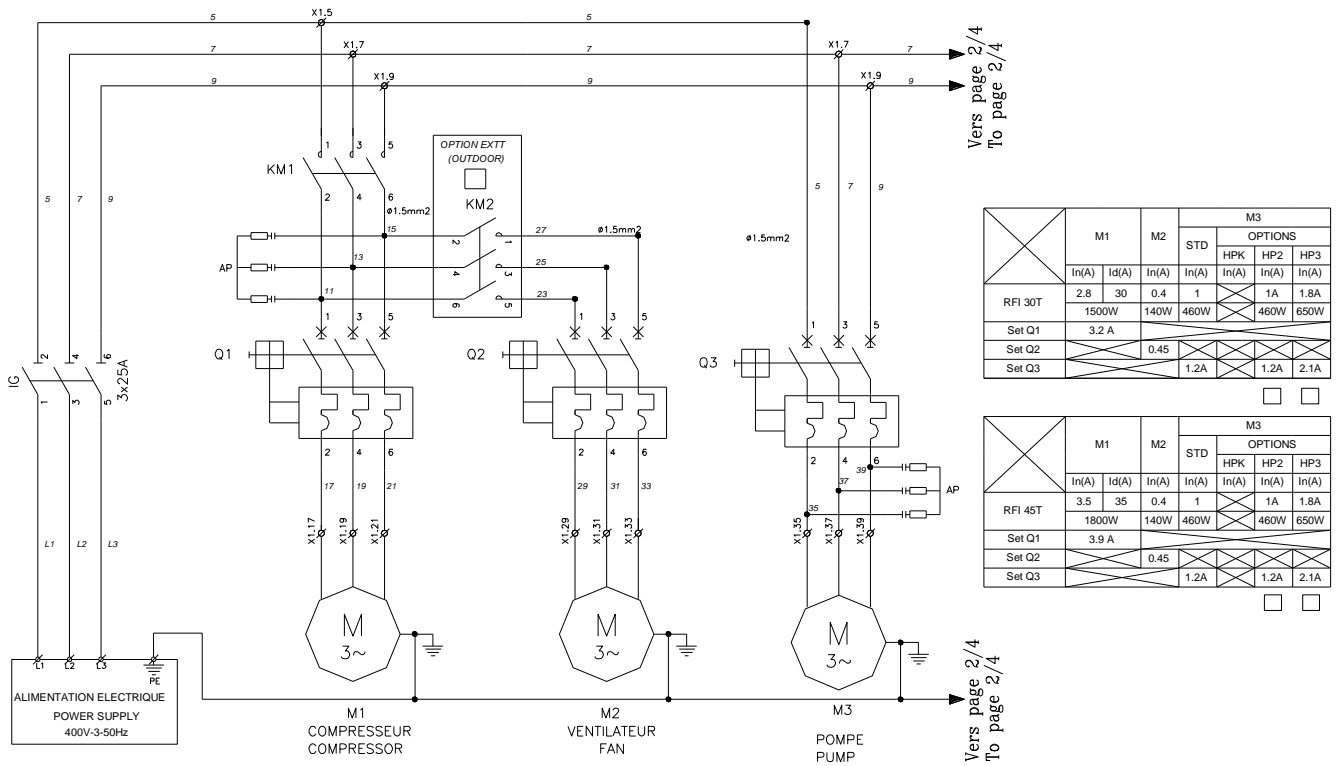 5
X1.5
5
7
X1.7
7
X1.7
7
9
X1.9
9
X1.9
9
Vers page 2/4
To page 2/4
1
3
5
KM1
2
4
6
ø1.5mm2
OPTION EXTT
(OUTDOOR)
KM2
15
2
1
27
ø1.5mm2
AP
13
4
3
25
11
6
5
23
5
7
9
5
7
9
ø1.5mm2
1
3
5
Q1
1
3
5
Q2
1
3
5
Q3
2
4
6
IG
3x25A
1
3
5
2
4
6
17
19
21
X1.17
X1.19
X1.21
2
4
6
29
31
33
X1.29
X1.31
X1.33
2
4
6
39
37
35
AP
X1.35
X1.37
X1.39
L1
L2
L3
M
3~
M
3~
M
3~
L1
L2
L3
PE
ALIMENTATION ELECTRIQUE
POWER SUPPLY
400V-3-50Hz
M1
COMPRESSEUR
COMPRESSOR
M2
VENTILATEUR
FAN
M3
POMPE
PUMP
Vers page 2/4
To page 2/4
M1 M2 M3
STD OPTIONS
HPK HP2 HP3
In(A) Id(A) In(A) In(A) In(A) In(A) In(A)
RFI 30T 2.8 30 0.4 1 1A 1.8A
1500W 140W 460W 460W 650W
Set Q1 3.2 A
Set Q2 0.45
Set Q3 1.2A 1.2A 2.1A
M1 M2 M3
STD OPTIONS
HPK HP2 HP3
In(A) Id(A) In(A) In(A) In(A) In(A) In(A)
RFI 45T 3.5 35 0.4 1 1A 1.8A
1800W 140W 460W 460W 650W
Set Q1 3.9 A
Set Q2 0.45
Set Q3 1.2A 1.2A 2.1A